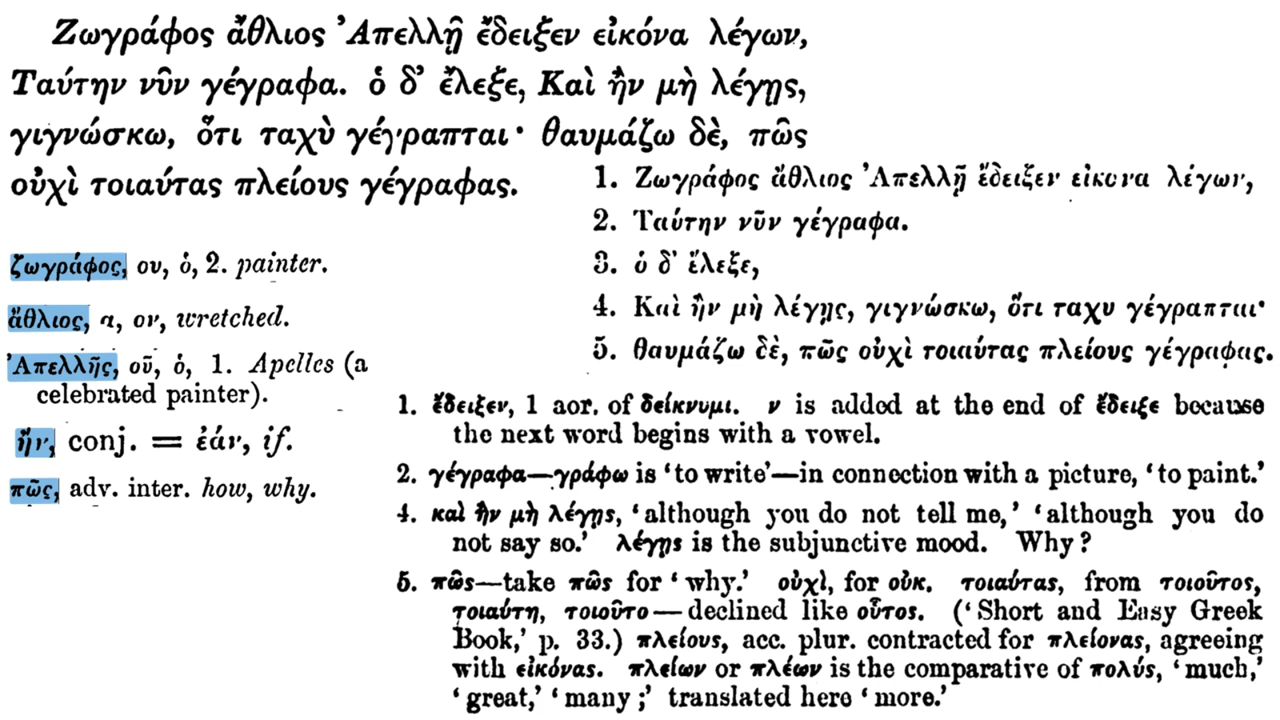 Ζωγράφος ἄθλιος Ἀπελλῇ ἔδειξεν εἰκόνα λέγων,
Ταύτην νῦν γέγραφα. ὁ δ’ ἔλεξε, Καὶ ἢν μὴ λέγῃς,
γιγνώσκω, ὅτι ταχὺ γέγραπται· θαυμάζω δὲ, πῶς
οὐχὶ τοιαύτας πλείους γέγραφας.
ζωγράφος, ου, ὁ, 2. painter.
ἄθλιος, α, ον, wretched.
Ἀπελλῆς, οῦ, ὁ, 1. Apelles (a
celebrated painter).
ἤν, conj. = ἐάν, if.
πῶς, adv. inter. how, why.
1. Ζωγράφος ἄθλιος Ἀπελλῇ ἔδειξεν εἰκονα λέγων,
2. Ταύτην νῦν γέγραφα.
3. ὁ δ’ ἔλεξε,
4. Καὶ ἢν μὴ λέγῃς, γιγνώσκω, ὅτι ταχυ γέγραπται·
5. θαυμάζω δὲ, πῶς οὐχὶ τοιαύτας πλείους γέγραφας.
1. ἔδειξεν, 1 aor. of δείκνυμι. ν is added at the end of ἔδειξε because
the next word begins with a vowel.
2. γέγραφα—γράφω is ‘to write’—in connection with a picture, ‘to paint.’
4. καὶ ἢν μὴ λέγῃς, ‘although you do not tell me,’ ‘although you do
not say so.’ λέγῃς is the subjunctive mood. Why?
5. πῶς—take πῶς for ‘why.’ οὐχὶ, for οὐκ. τοιαύτας, from τοιοῦτος,
τοιαύτη, τοιοῦτο—declined like οὗτος. (‘Short and Easy Greek
Book,’ p. 33.) πλείους, acc. plur. contracted for πλείονας, agreeing
with εἰκόνας. πλείων or πλέων is the comparative of πολύς, ‘much,’
‘great,’ ‘many;’ translated here ‘more.’